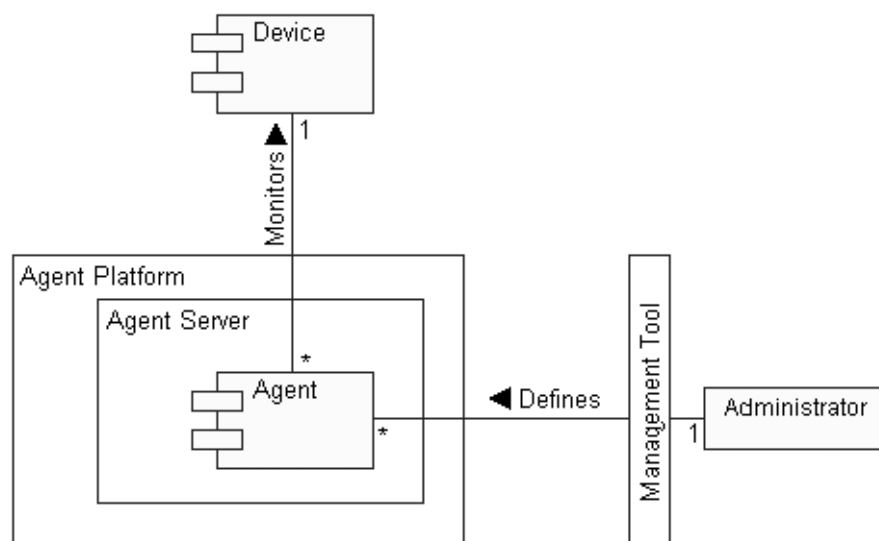 Device
1
Monitors
Agent Platform
Agent Server
*
Agent
*
Defines
Management Tool
1
Administrator